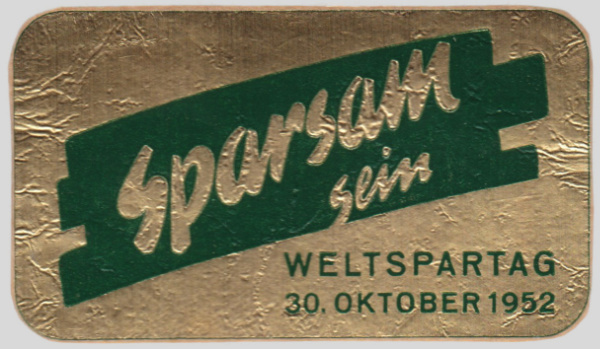 Sparsam
sein
WELTSPARTAG
30. OKTOBER 1952